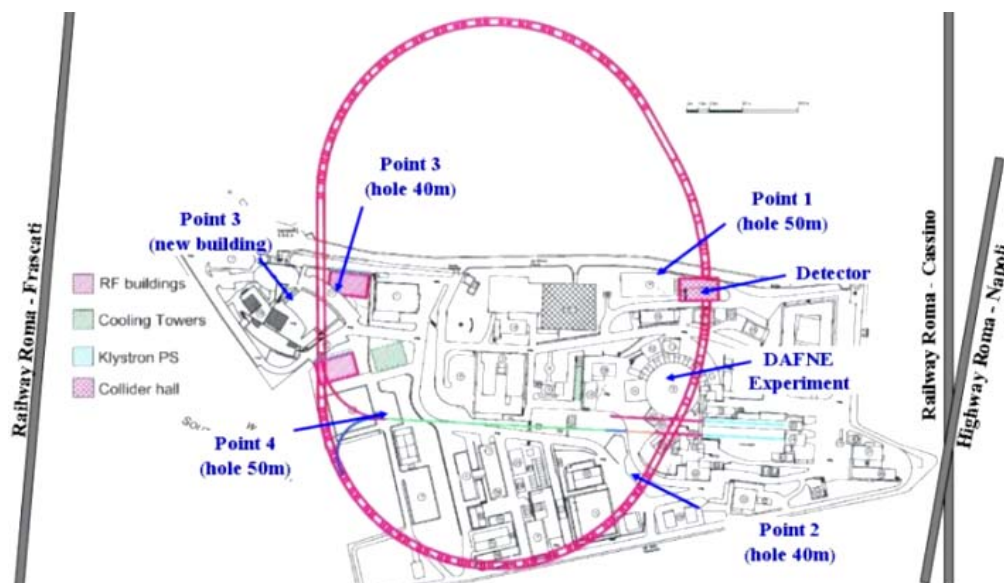 Railway Roma - Frascati
Point 3
(hole 40m)
Point 3
(new building)
Point 1
(hole 50m)
Detector
RF buildings
Cooling Towers
Klystron PS
Collider hall
DAFNE
Experiment
Point 4
(hole 50m)
Point 2
(hole 40m)
Railway Roma - Cassino
Highway Roma - Napoli